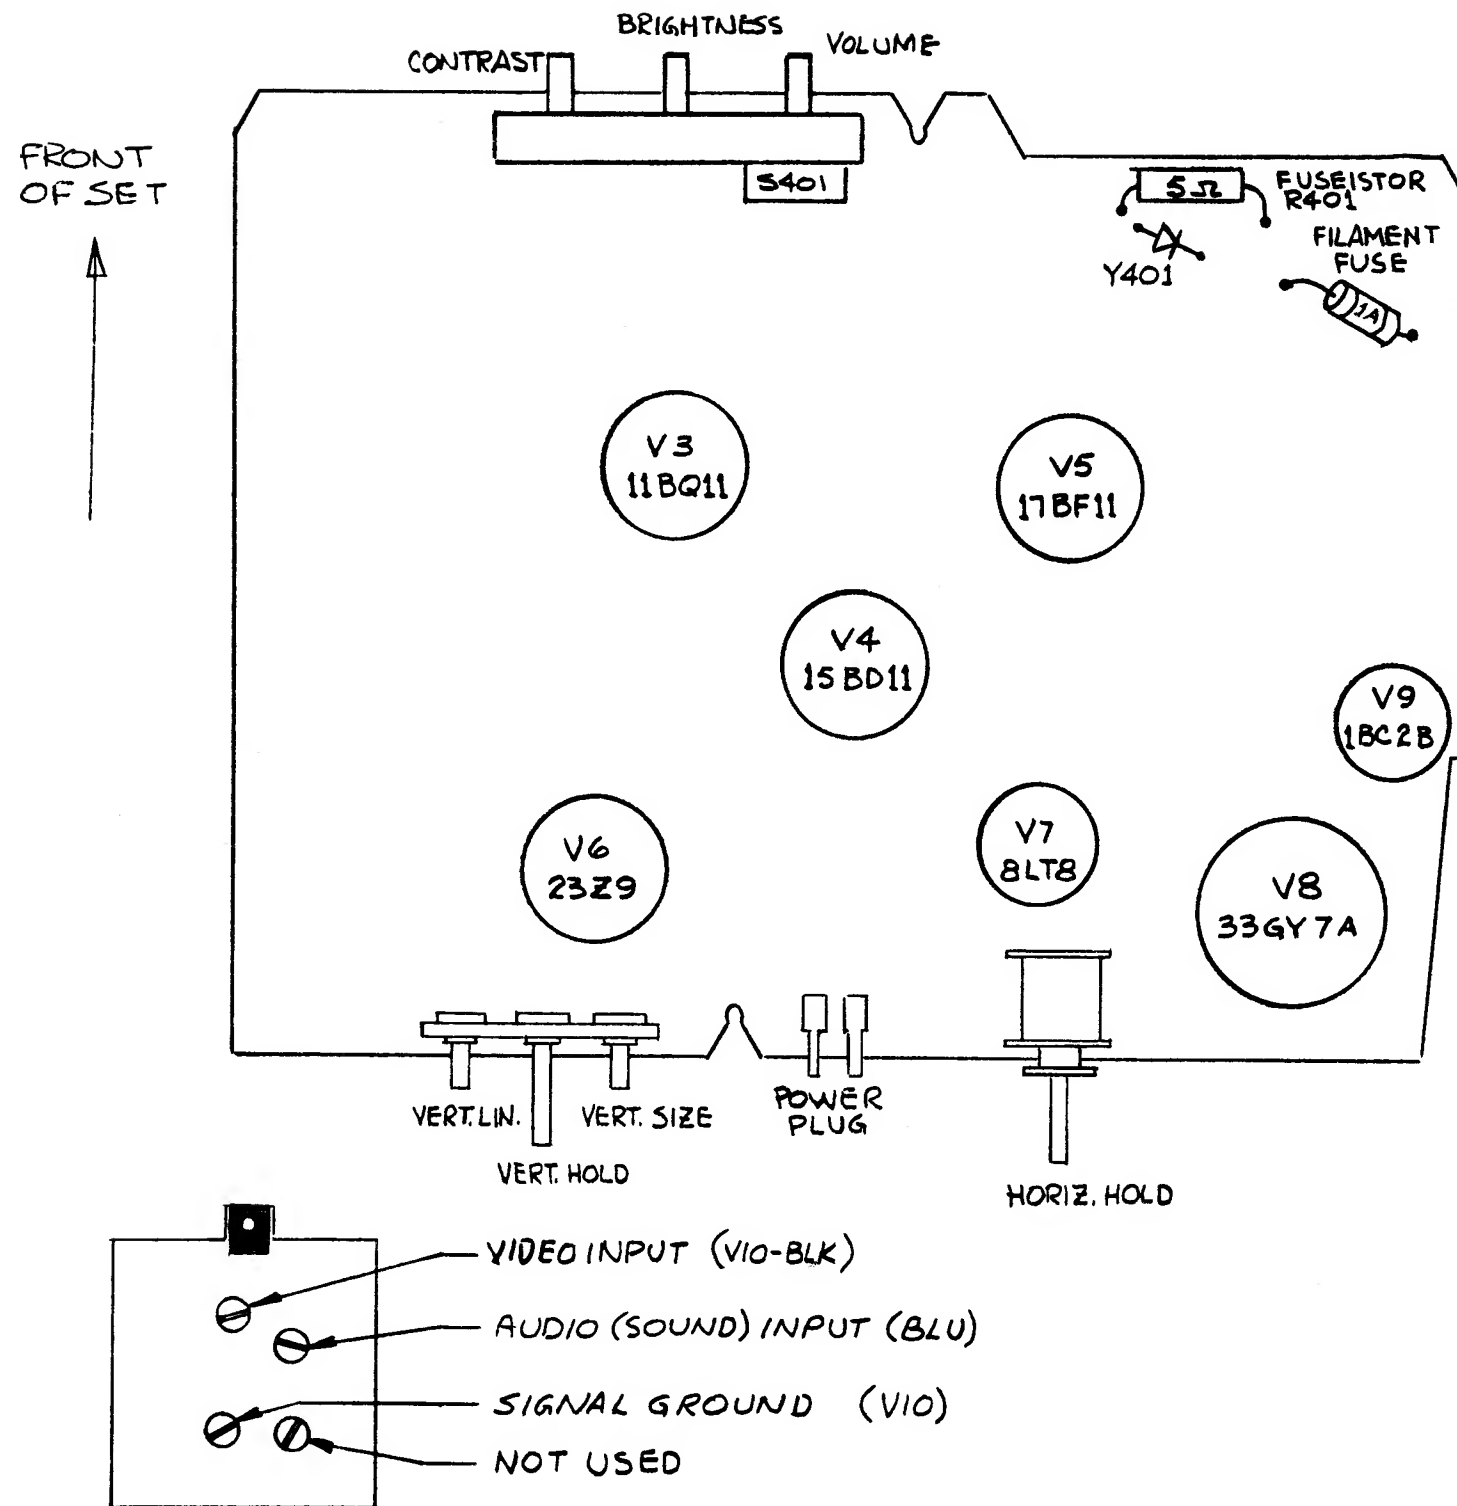 BRIGHTNESS
CONTRAST
VOLUME
FRONT
OF SET
S401
5Ω
FUSEISTOR
R401
Y401
FILAMENT
FUSE
1A
V3
11BQ11
V5
17BF11
V4
15BD11
V9
1BC2B
V6
23Z9
V7
8LT8
V8
33GY7A
VERT. LIN.
VERT. SIZE
VERT. HOLD
POWER
PLUG
HORIZ. HOLD
VIDEO INPUT (VIO-BLK)
AUDIO (SOUND) INPUT (BLU)
SIGNAL GROUND (VIO)
NOT USED